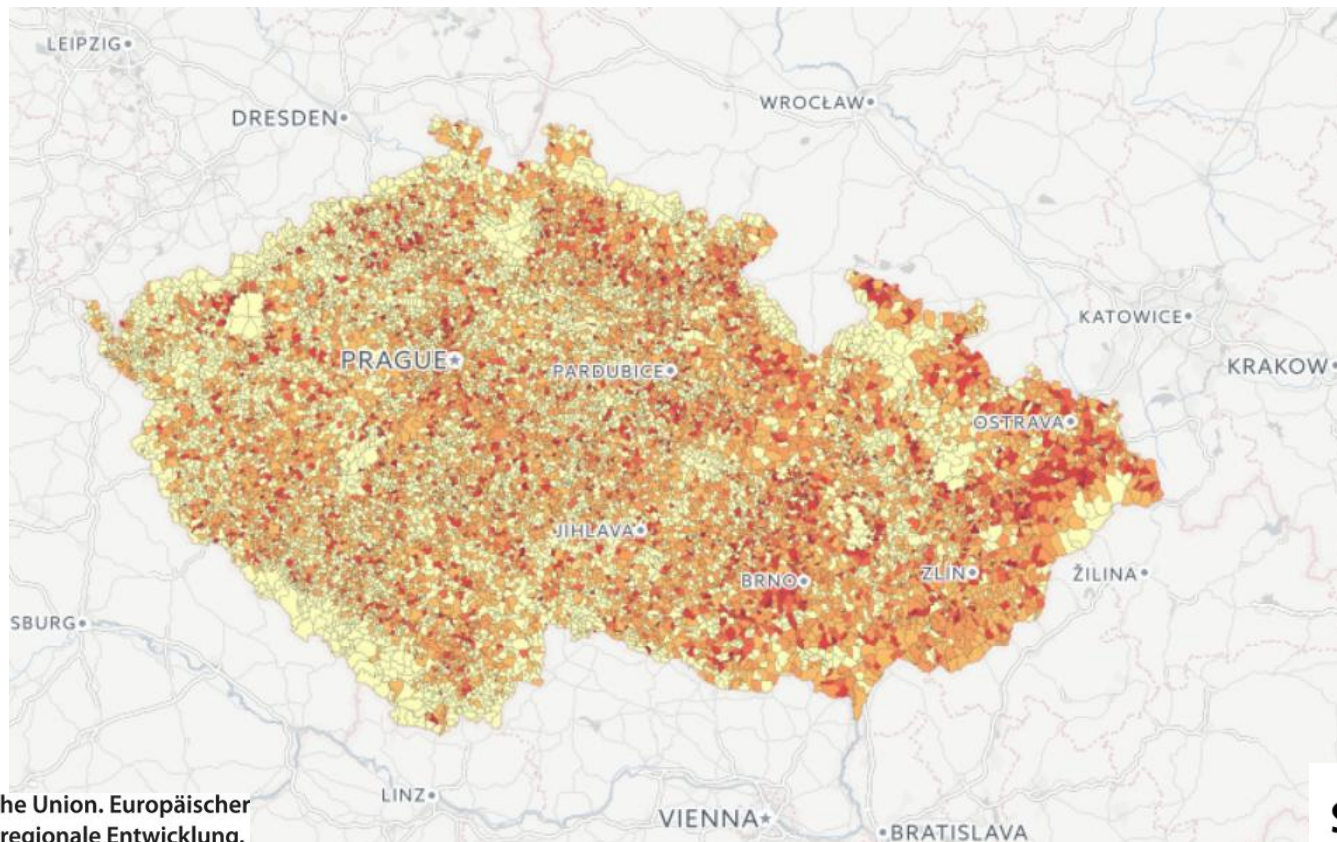 LEIPZIG
DRESDEN
WROCŁAW
KATOWICE
PRAGUE
PARDUBICE
KRAKOW
OSTRAVA
JIHLAVA
BRNO
ZLÍN
ŽILINA
SBURG
LINZ
VIENNA
BRATISLAVA
he Union. Europäischer
regionale Entwicklung.
S